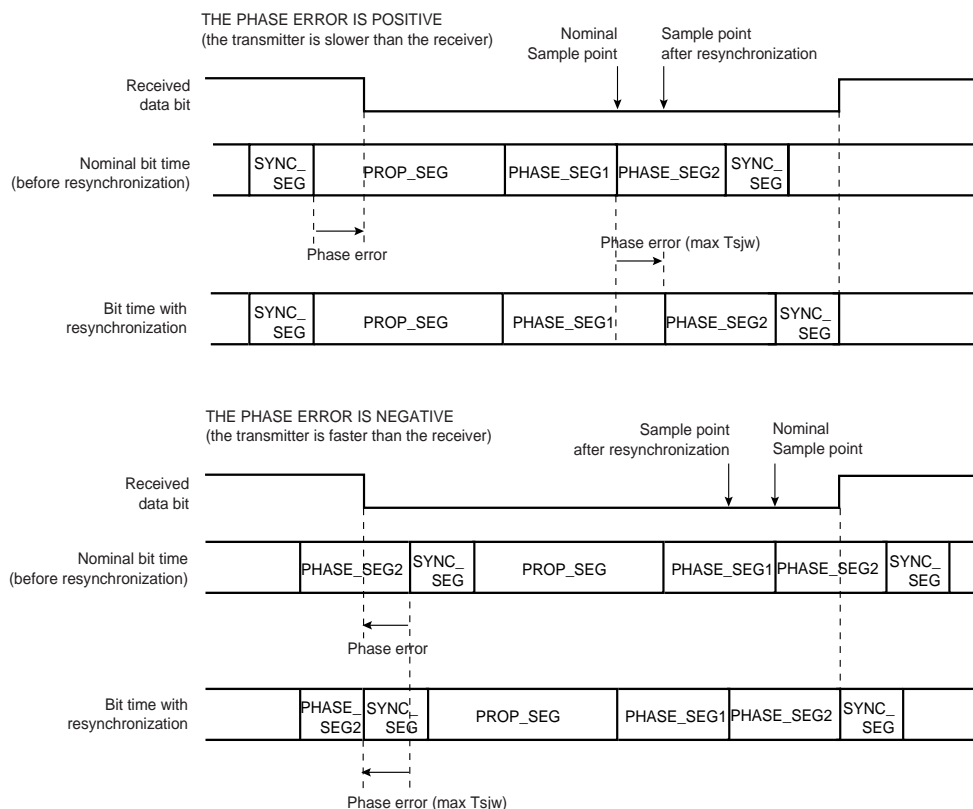 THE PHASE ERROR IS POSITIVE
(the transmitter is slower than the receiver)
Nominal
Sample point
Sample point
after resynchronization
Received
data bit
Nominal bit time
(before resynchronization)
SYNC_
SEG
PROP_SEG
PHASE_SEG1
PHASE_SEG2
SYNC_
SEG
Phase error
Phase error (max Tsjw)
Bit time with
resynchronization
SYNC_
SEG
PROP_SEG
PHASE_SEG1
PHASE_SEG2
SYNC_
SEG
THE PHASE ERROR IS NEGATIVE
(the transmitter is faster than the receiver)
Sample point
after resynchronization
Nominal
Sample point
Received
data bit
Nominal bit time
(before resynchronization)
PHASE_SEG2
SYNC_
SEG
PROP_SEG
PHASE_SEG1
PHASE_SEG2
SYNC_
SEG
Phase error
Bit time with
resynchronization
PHASE_
SEG2
SYNC_
SEG
PROP_SEG
PHASE_SEG1
PHASE_SEG2
SYNC_
SEG
Phase error (max Tsjw)